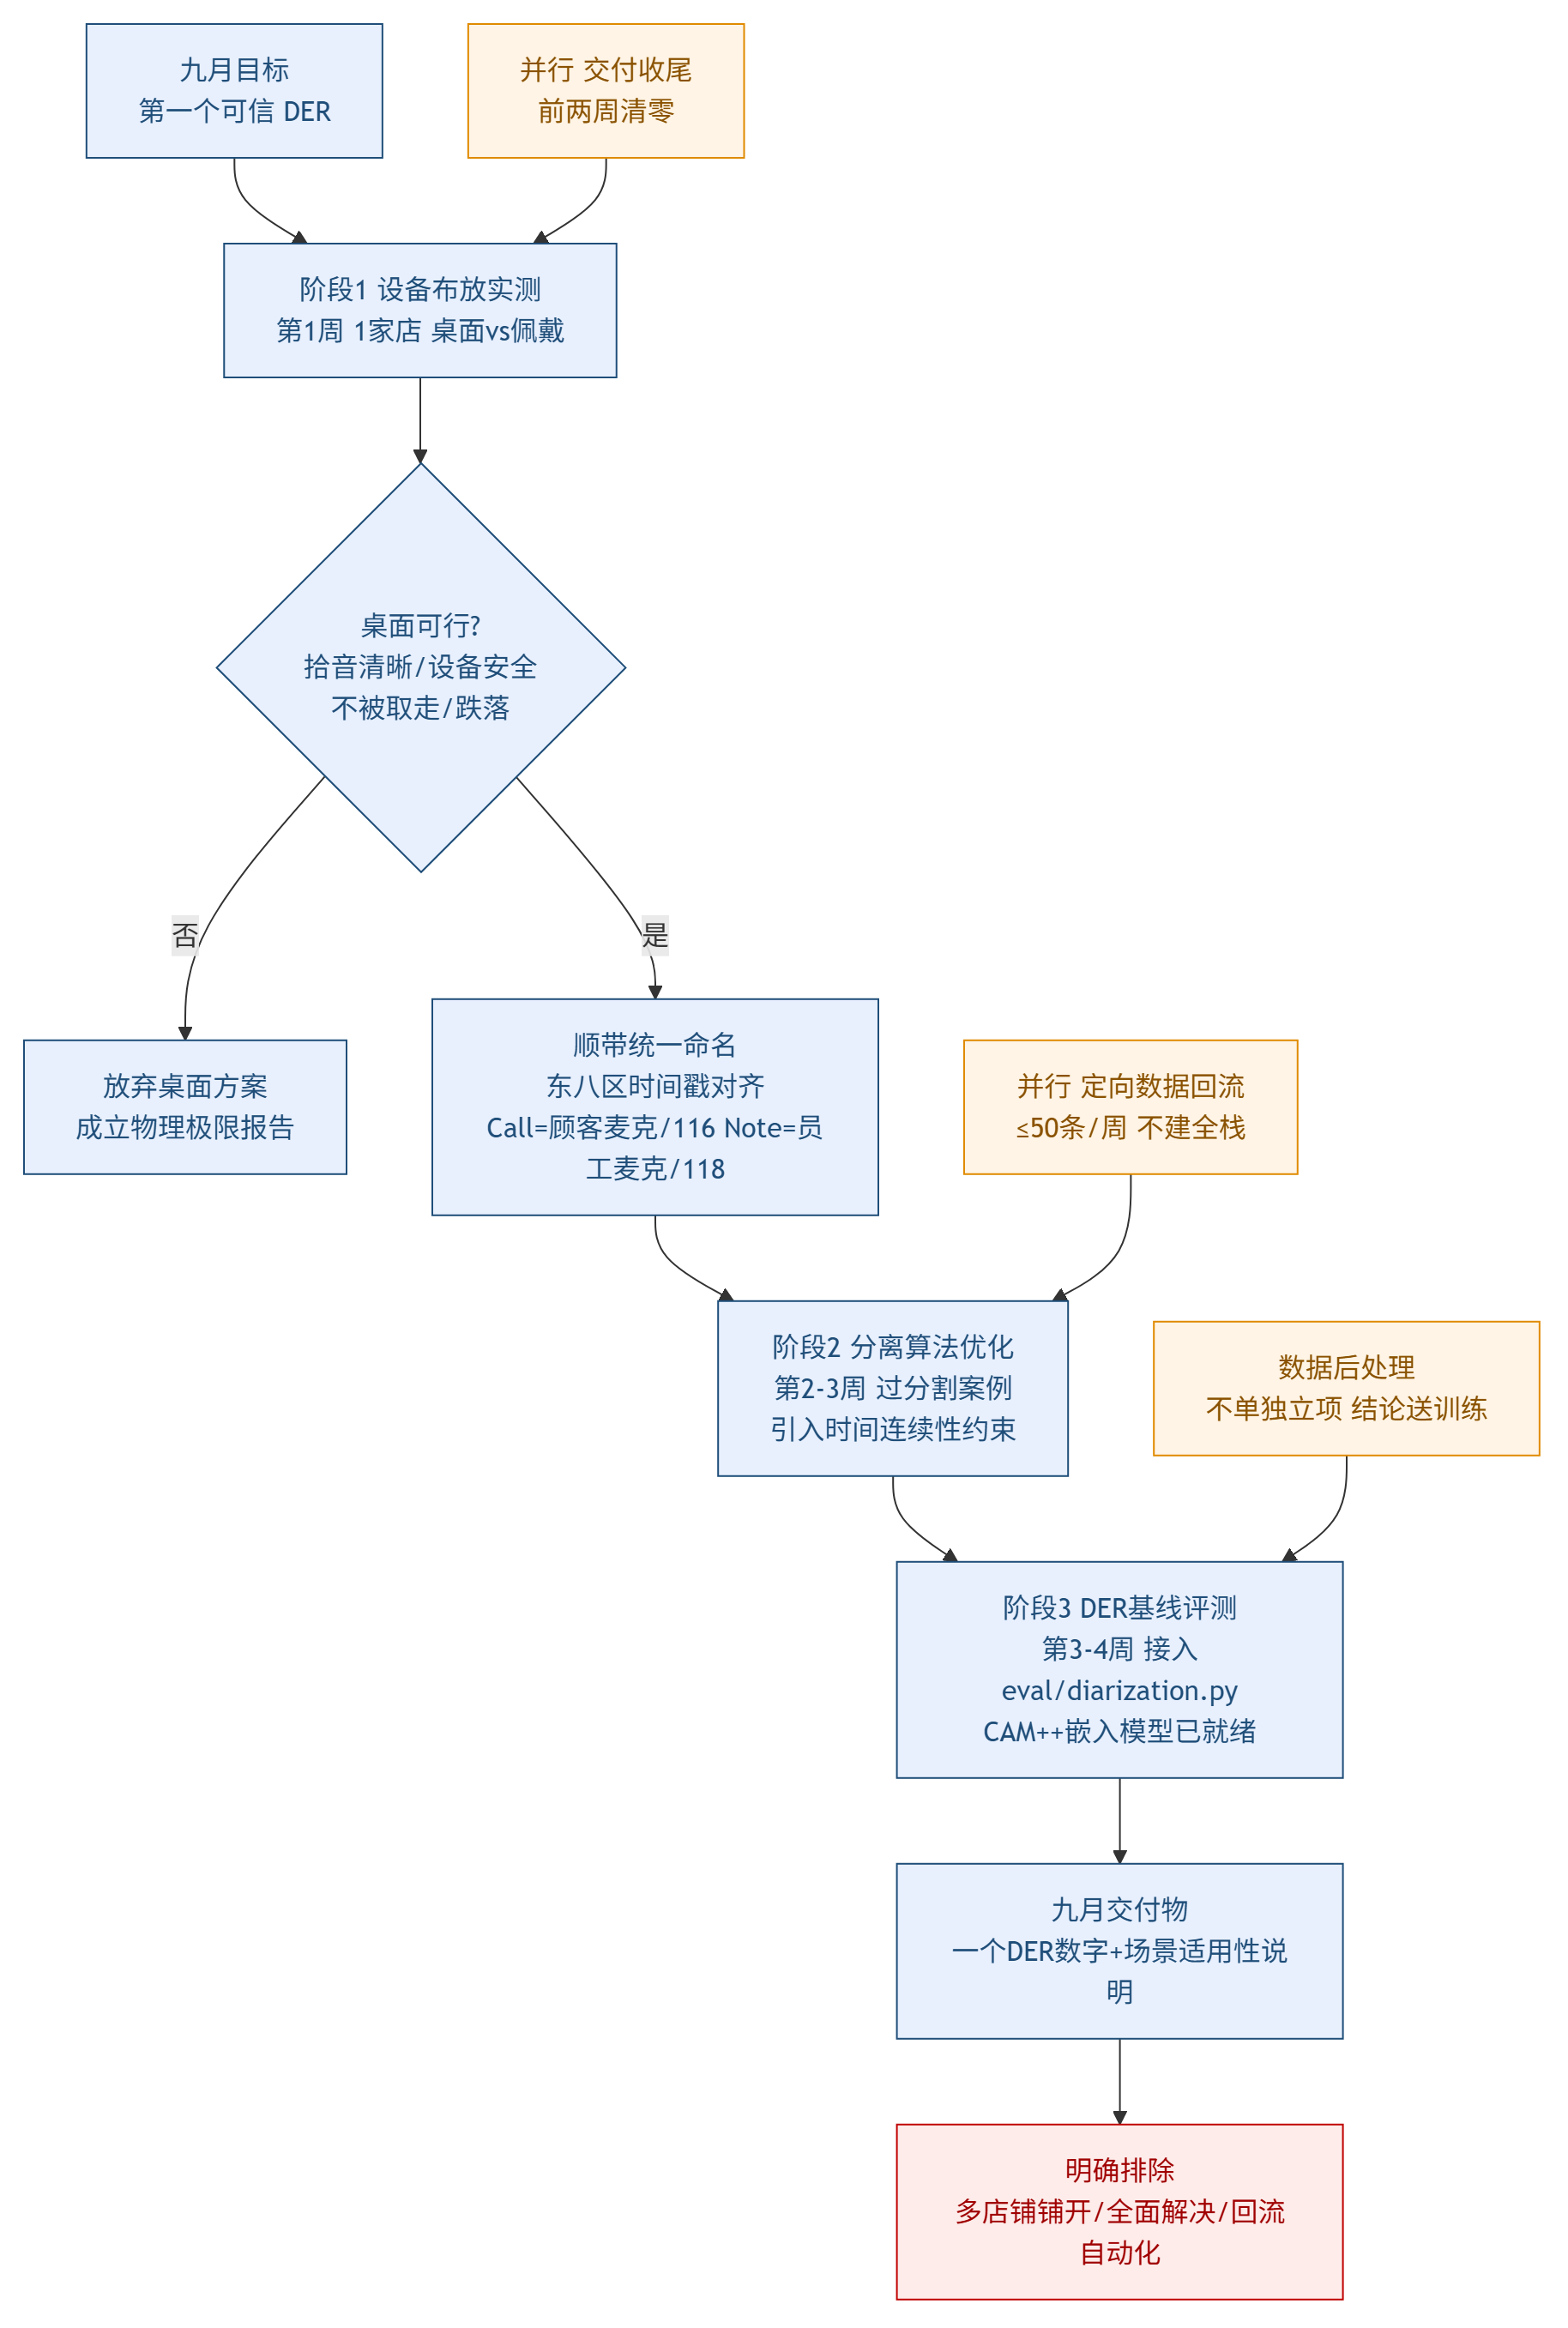 九月目标
第一个可信 DER
并行 交付收尾
前两周清零
阶段1 设备布放实测
第1周 1家店 桌面vs佩戴
桌面可行?
拾音清晰/设备安全
不被取走/跌落
否
是
放弃桌面方案
成立物理极限报告
顺带统一命名
东八区时间戳对齐
Call=顾客麦克/116 Note=员
工麦克/118
并行 定向数据回流
≤50条/周 不建全栈
阶段2 分离算法优化
第2-3周 过分割案例
引入时间连续性约束
数据后处理
不单独立项 结论送训练
阶段3 DER基线评测
第3-4周 接入
eval/diarization.py
CAM++嵌入模型已就绪
九月交付物
一个DER数字+场景适用性说
明
明确排除
多店铺铺开/全面解决/回流
自动化